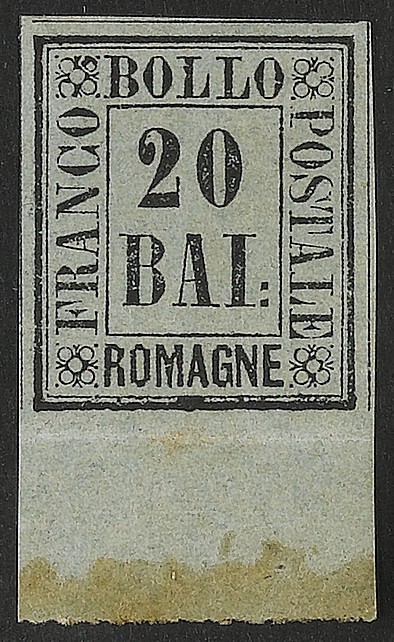 FRANCO
BOLLO
POSTALE
20
BAI:
ROMAGNE